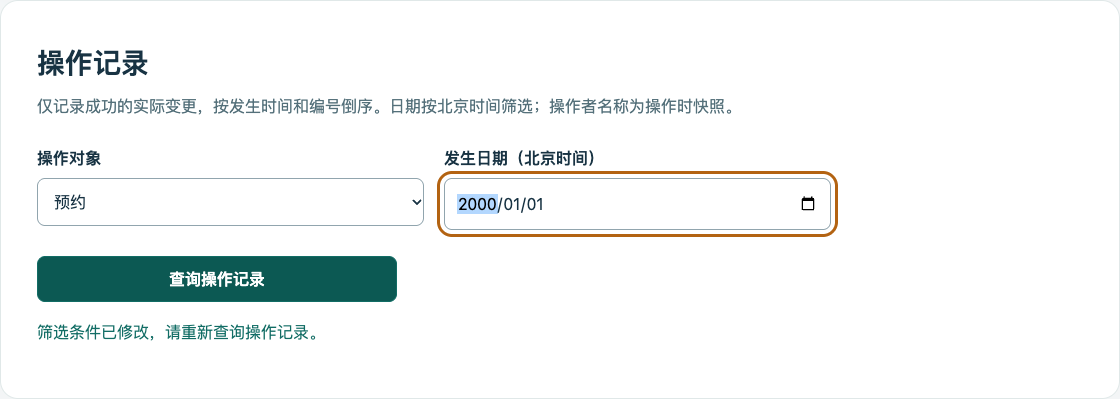 操作记录
仅记录成功的实际变更，按发生时间和编号倒序。日期按北京时间筛选；操作者名称为操作时快照。
操作对象
发生日期（北京时间）
预约
2000/01/01
查询操作记录
筛选条件已修改，请重新查询操作记录。